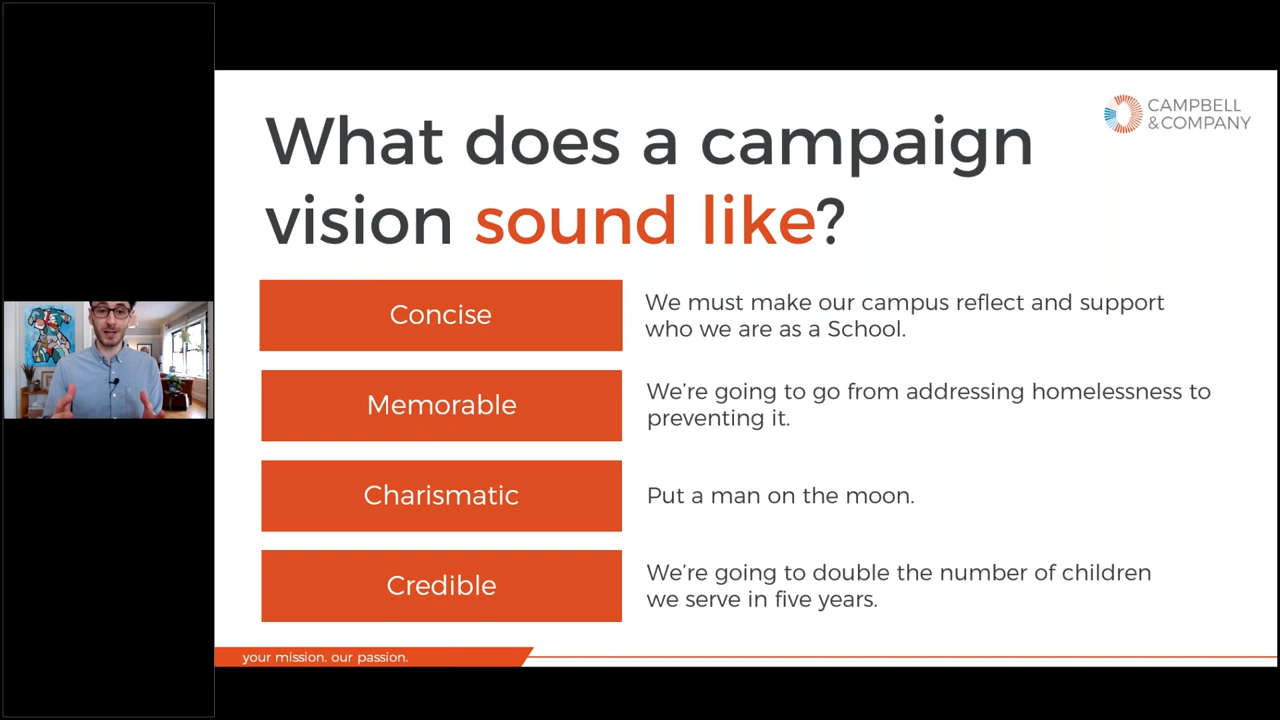 CAMPBELL
&COMPANY
What does a campaign
vision sound like?
Concise
We must make our campus reflect and support
who we are as a School.
Memorable
We're going to go from addressing homelessness to
preventing it.
Charismatic
Put a man on the moon.
Credible
We're going to double the number of children
we serve in five years.
your mission. our passion.